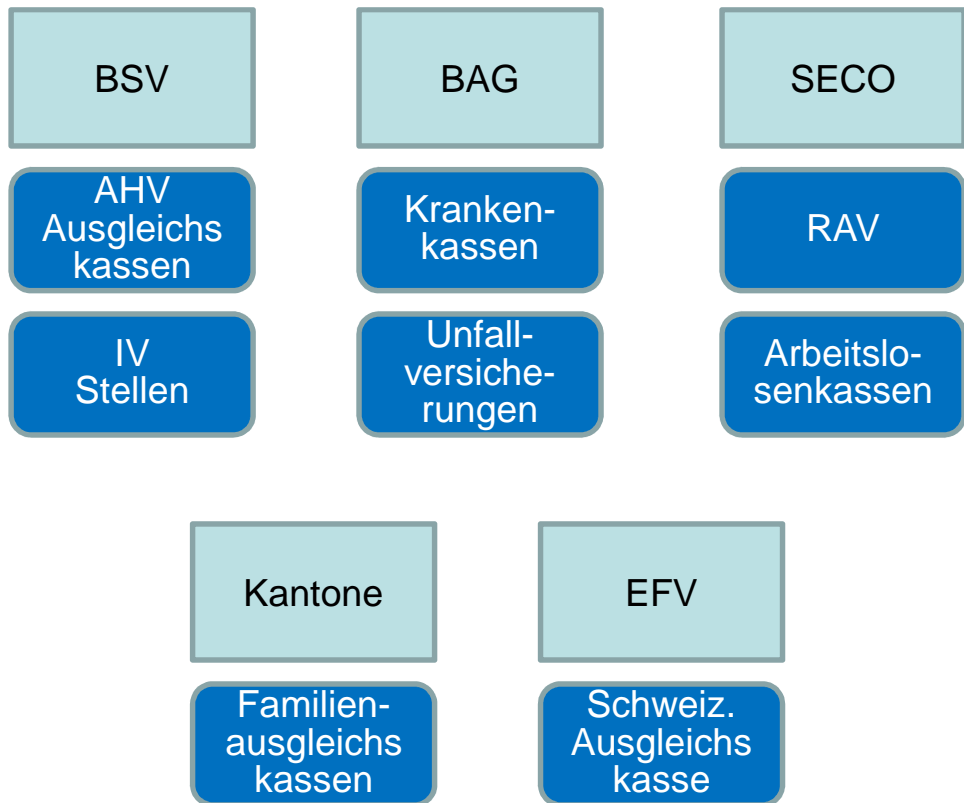 BSV
BAG
SECO
AHV
Ausgleichs
kassen
Kranken-
kassen
RAV
IV
Stellen
Unfall-
versiche-
rungen
Arbeitslo-
senkassen
Kantone
EFV
Familien-
ausgleichs
kassen
Schweiz.
Ausgleichs
kasse